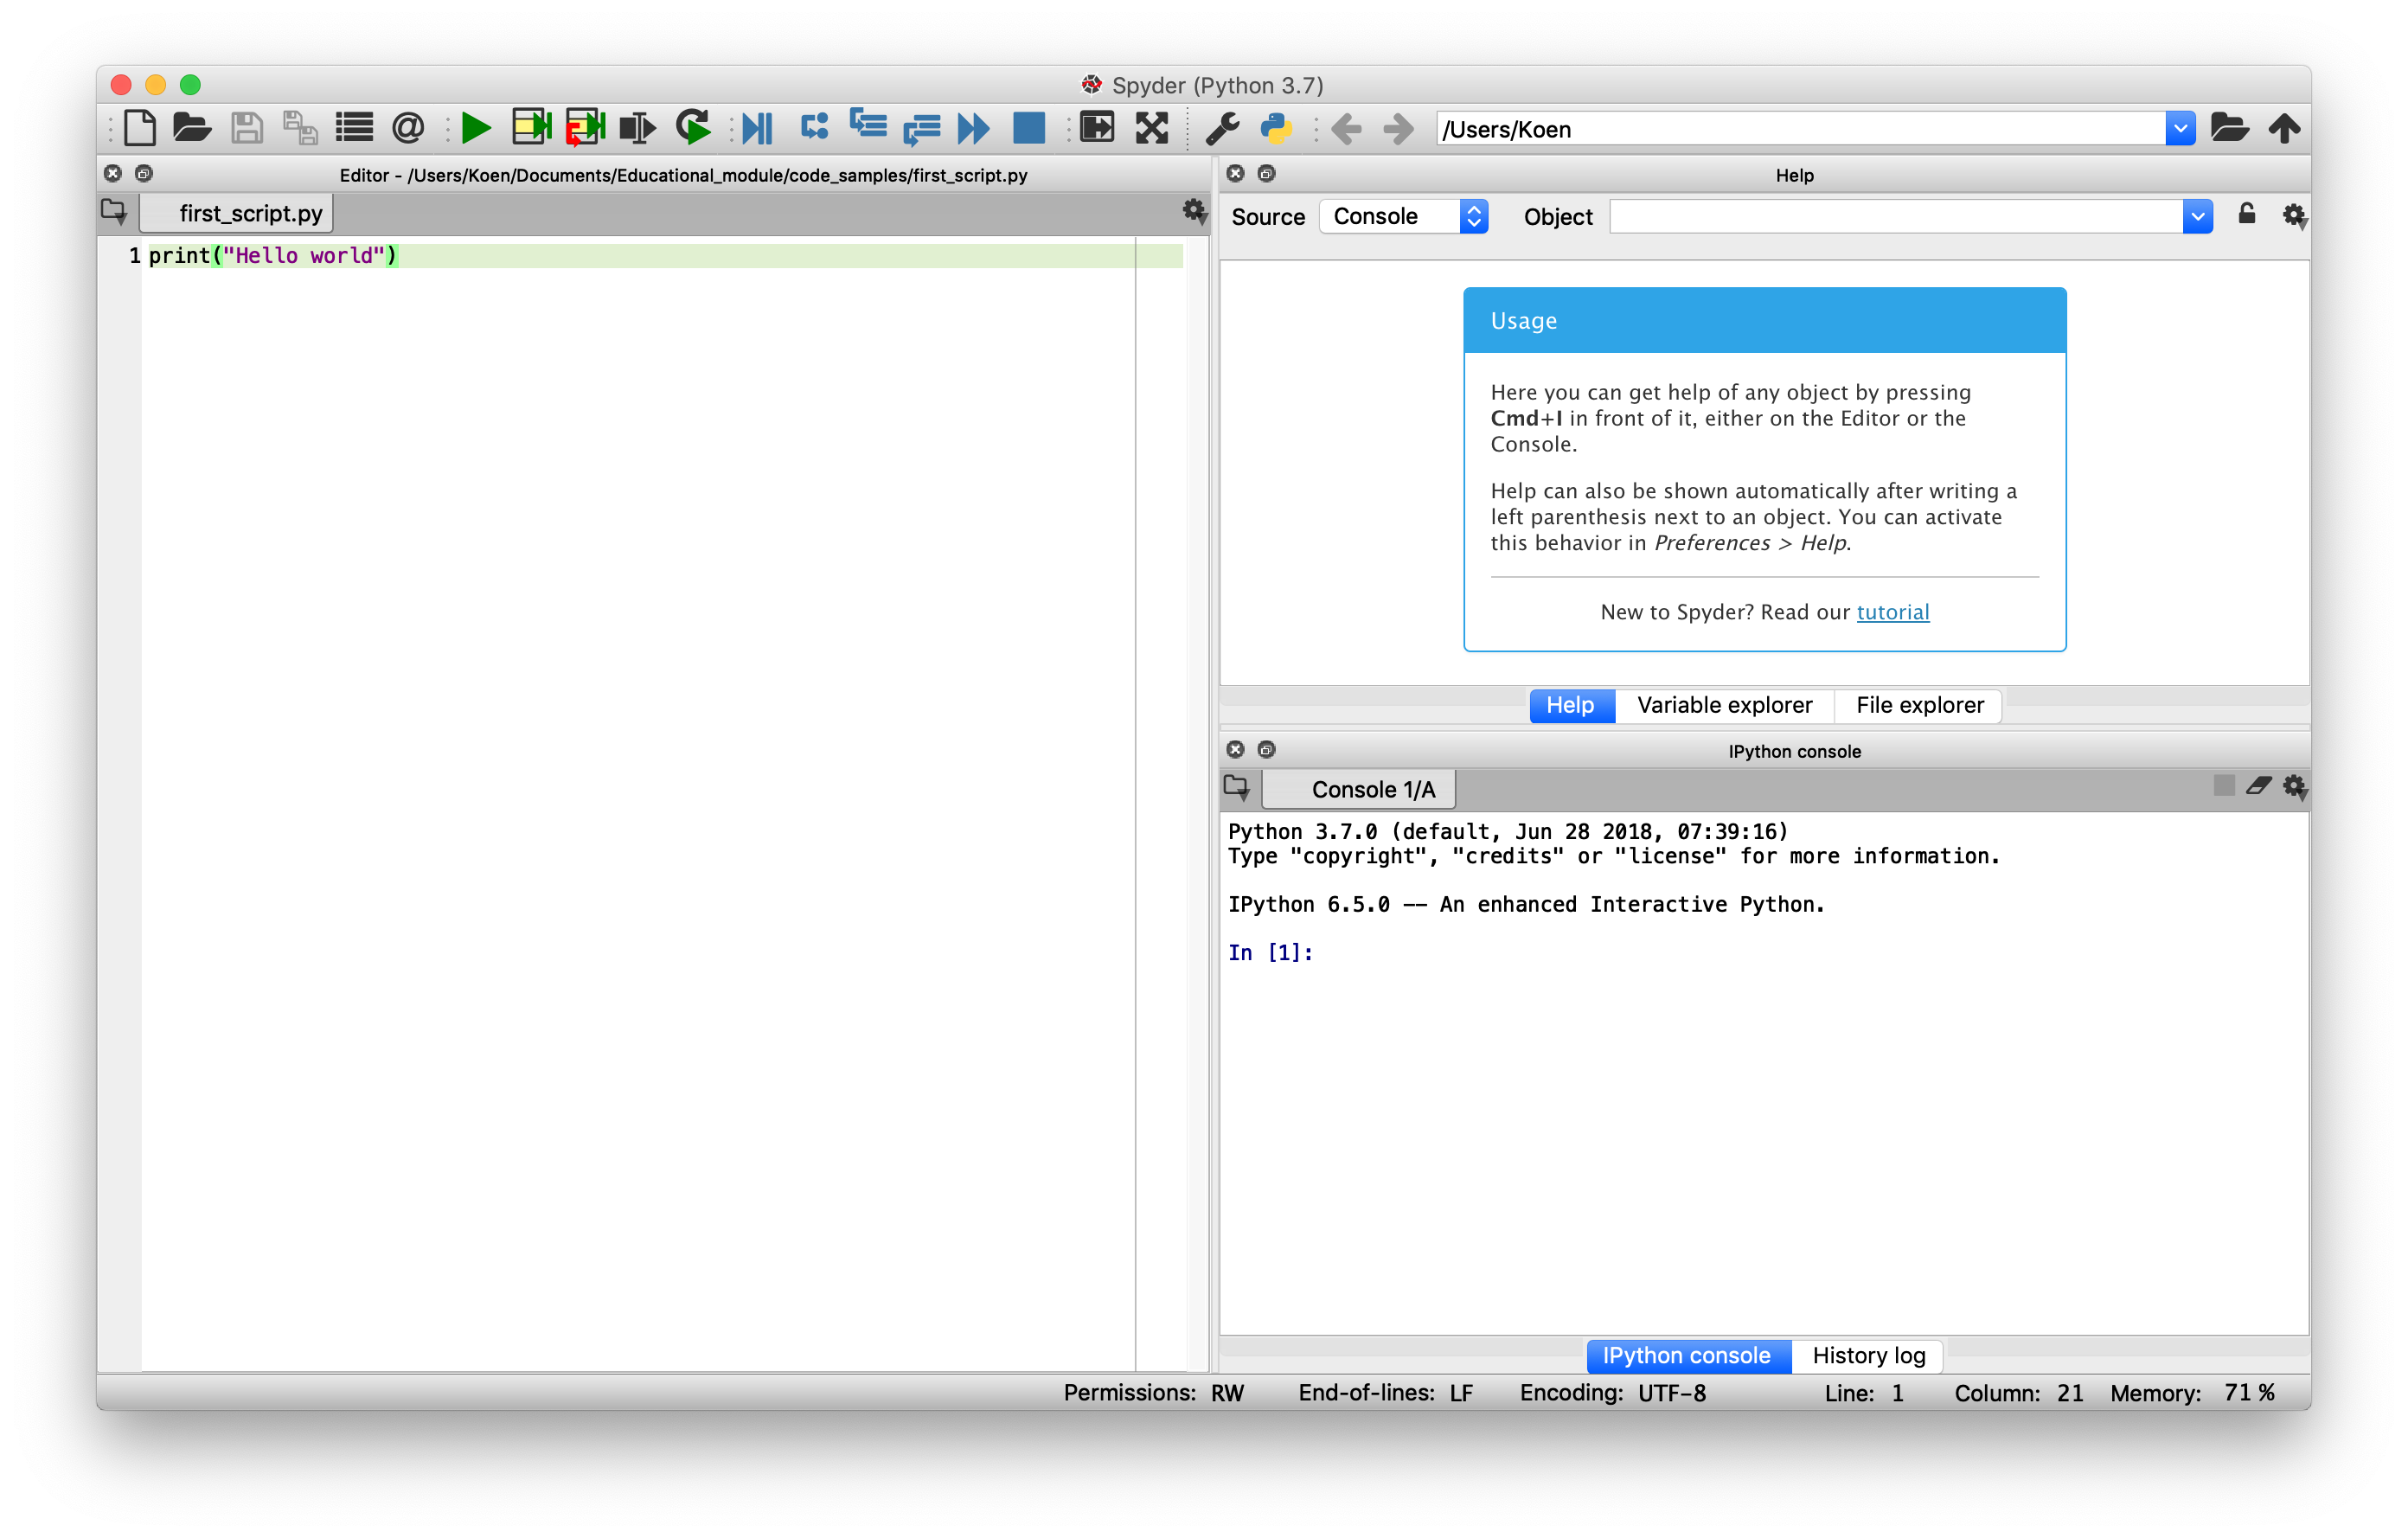 Spyder (Python 3.7)
/Users/Koen
Editor - /Users/Koen/Documents/Educational_module/code_samples/first_script.py
first_script.py
1 print("Hello world")
Help
Source Console Object
Usage
Here you can get help of any object by pressing
Cmd+I in front of it, either on the Editor or the
Console.
Help can also be shown automatically after writing a
left parenthesis next to an object. You can activate
this behavior in Preferences > Help.
New to Spyder? Read our tutorial
Help Variable explorer File explorer
IPython console
Console 1/A
Python 3.7.0 (default, Jun 28 2018, 07:39:16)
Type "copyright", "credits" or "license" for more information.
IPython 6.5.0 -- An enhanced Interactive Python.
In [1]:
IPython console History log
Permissions: RW End-of-lines: LF Encoding: UTF-8 Line: 1 Column: 21 Memory: 71 %